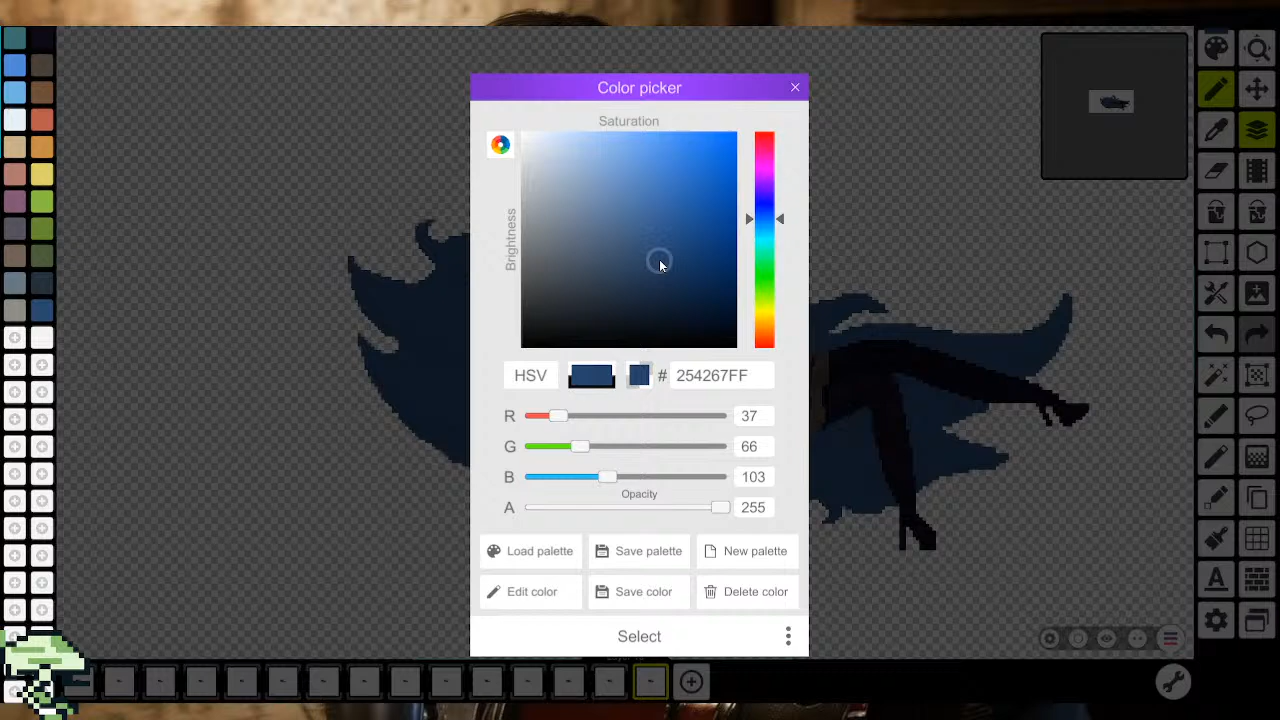 Color picker
Saturation
Brightness
HSV
# 254267FF
R 37
G 66
B 103
Opacity
A 255
Load palette
Save palette
New palette
Edit color
Save color
Delete color
Select